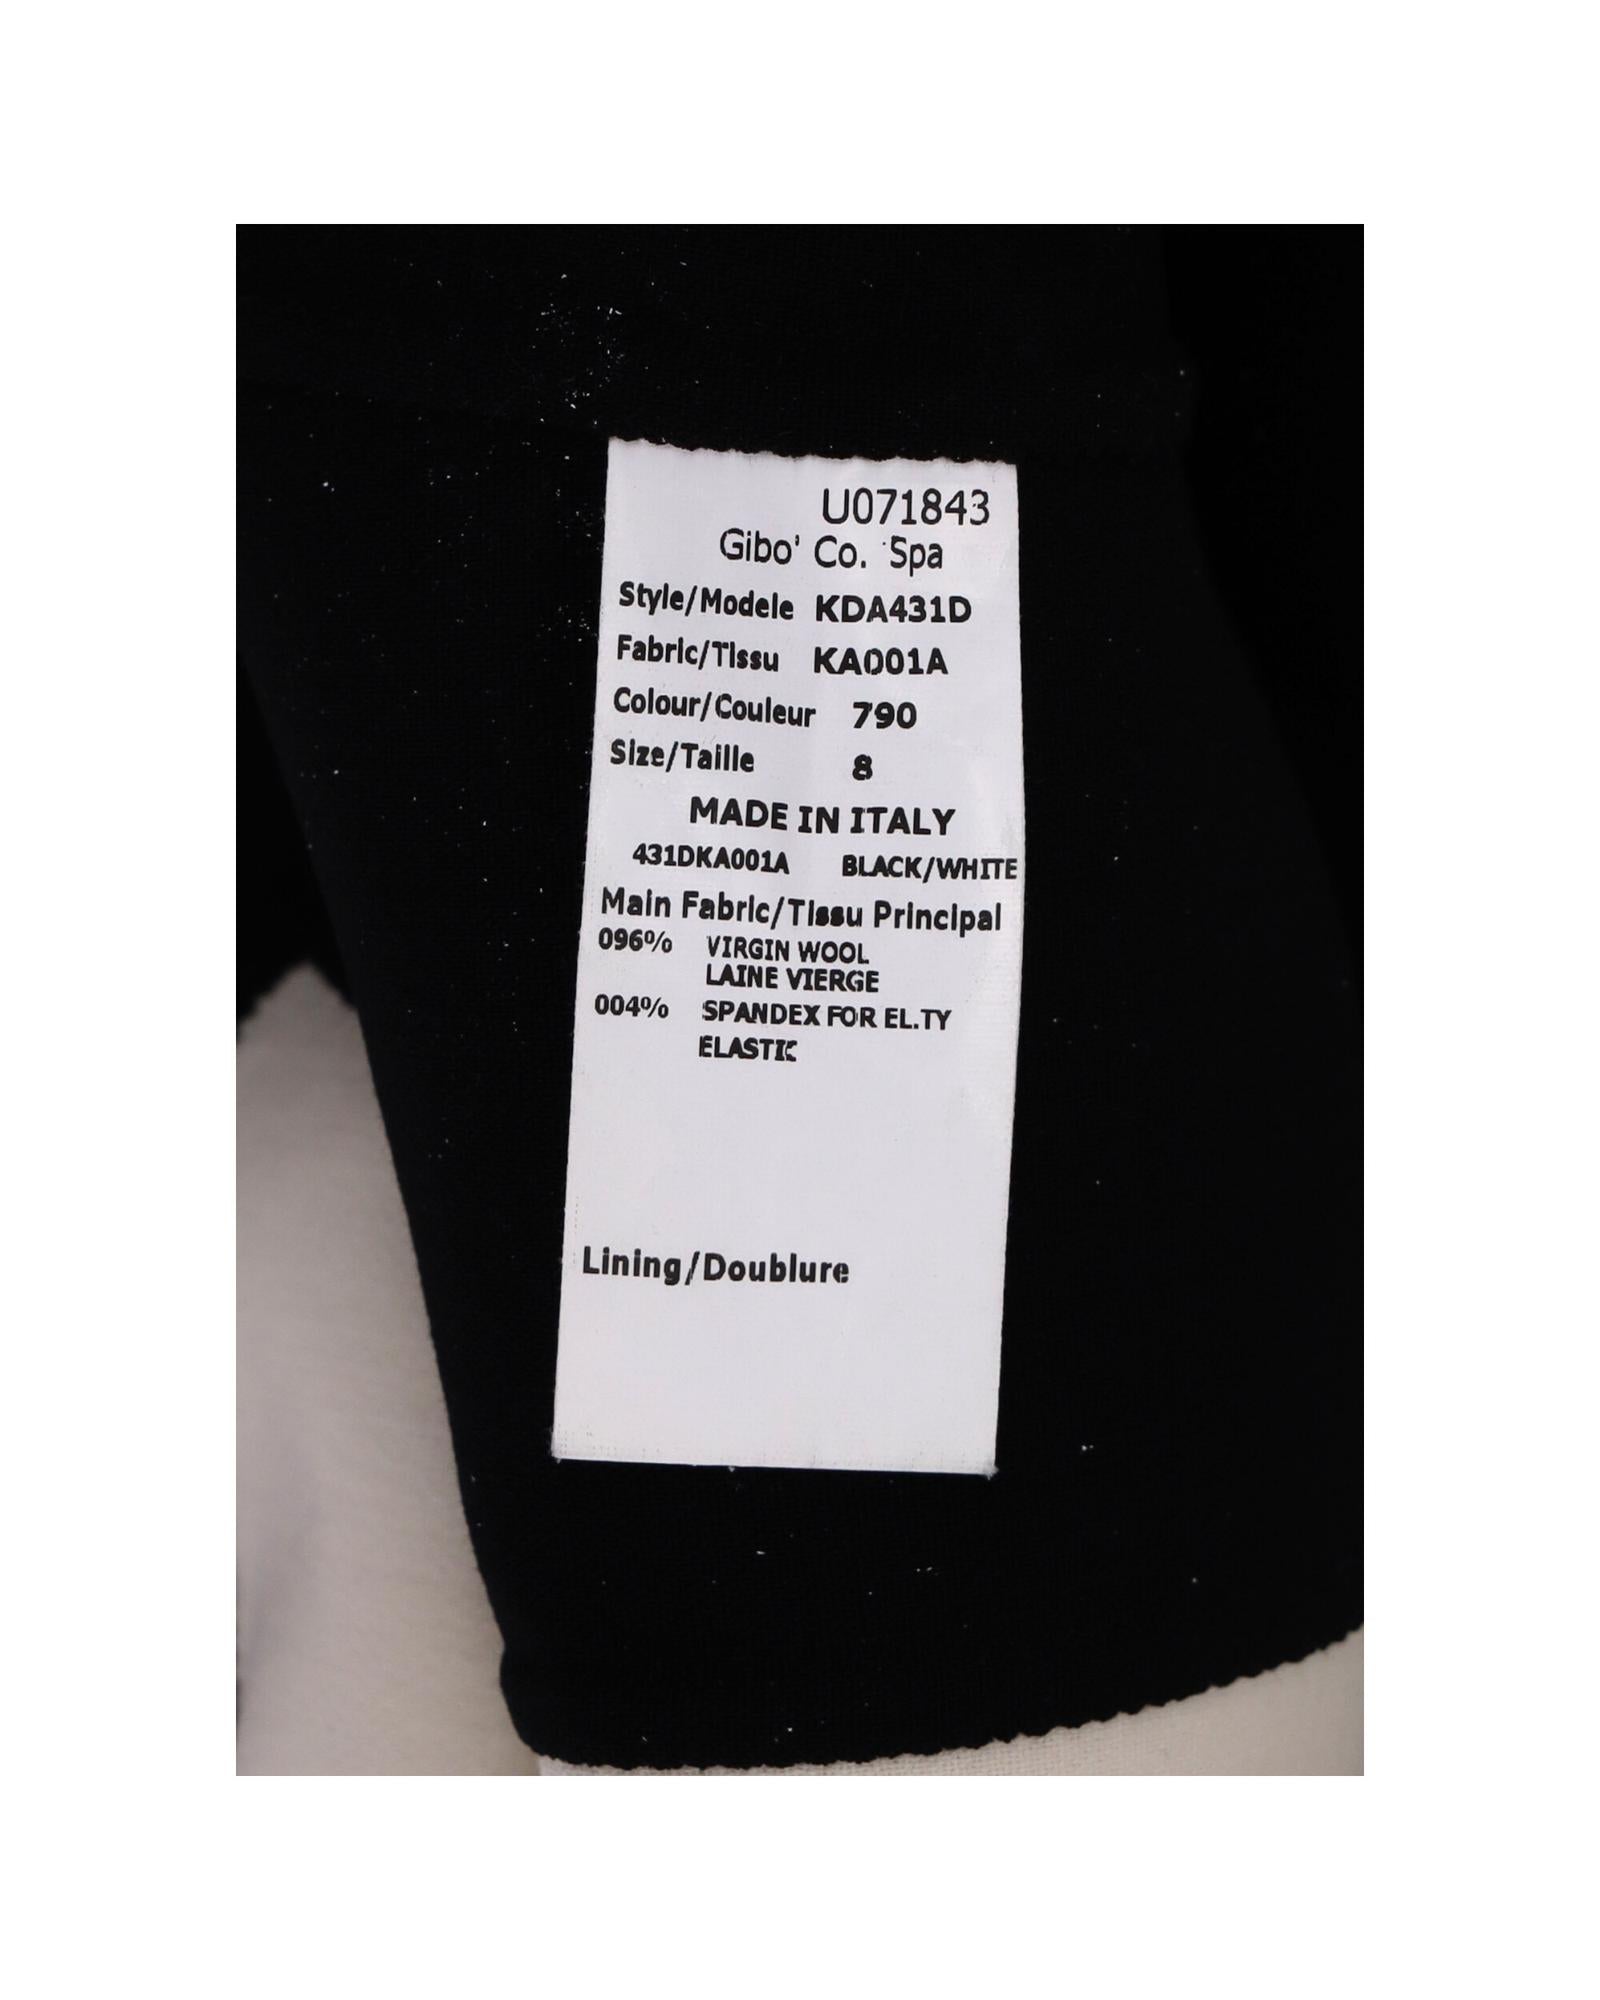 U071843
Gibo' Co. Spa
Style/Modele KDA431D
Fabric/Tissu KA001A
Colour/Couleur 790
Size/Taille 8
MADE IN ITALY
431DKA001A BLACK/WHITE
Main Fabric/Tissu Principal
096% VIRGIN WOOL
LAINE VIERGE
004% SPANDEX FOR EL.TY
ELASTIC
Lining/Doublure